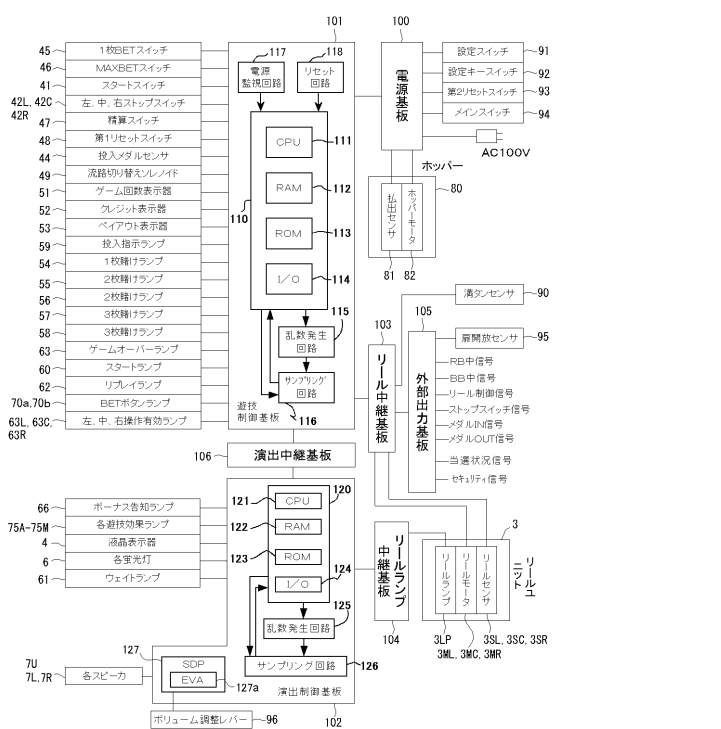 45 1枚BETスイッチ
46 MAXBETスイッチ
41 スタートスイッチ
42L, 42C 42R 左、中、右ストップスイッチ
47 精算スイッチ
48 第1リセットスイッチ
44 投入メダルセンサ
49 流路切り替えソレノイド
51 ゲーム回数表示器
52 クレジット表示器
53 ペイアウト表示器
59 投入指示ランプ
54 1枚賭けランプ
55 2枚賭けランプ
56 2枚賭けランプ
57 3枚賭けランプ
58 3枚賭けランプ
63 ゲームオーバーランプ
60 スタートランプ
62 リプレイランプ
70a,70b BETボタンランプ
63L, 63C, 63R 左、中、右操作有効ランプ
101
117
118
電源
監視回路
リセット
回路
110
CPU 111
RAM 112
ROM 113
I/O 114
115
乱数発生
回路
サンプリング
回路
116
遊技
制御基板
100
電源基板
設定スイッチ 91
設定キースイッチ 92
第2リセットスイッチ 93
メインスイッチ 94
AC100V
ホッパー
80
払出センサ
ホッパーモータ
81 82
満タンセンサ 90
103
リール中継基板
105
外部出力基板
扉開放センサ 95
RB中信号
BB中信号
リール制御信号
ストップスイッチ信号
メダルIN信号
メダルOUT信号
当選状況信号
セキュリティ信号
106 演出中継基板
66 ボーナス告知ランプ
75A-75M 各遊技効果ランプ
4 液晶表示器
6 各蛍光灯
61 ウェイトランプ
120
121 CPU
122 RAM
123 ROM
I/O 124
125
乱数発生回路
サンプリング回路 126
127
SDP
EVA
127a
演出制御基板
102
7U
7L,7R
各スピーカ
ボリューム調整レバー 96
リールランプ
中継基板
104
3
リールランプ
リールモータ
リールセンサ
リールユニット
3LP
3SL, 3SC, 3SR
3ML, 3MC, 3MR